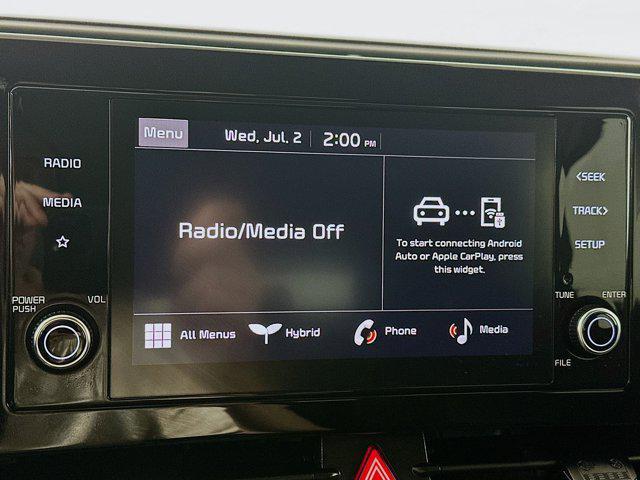 Menu
Wed, Jul. 2
2:00 PM
RADIO
MEDIA
<SEEK
TRACK>
SETUP
Radio/Media Off
To start connecting Android
Auto or Apple CarPlay, press
this widget.
POWER
PUSH
VOL
TUNE
ENTER
FILE
All Menus
Hybrid
Phone
Media